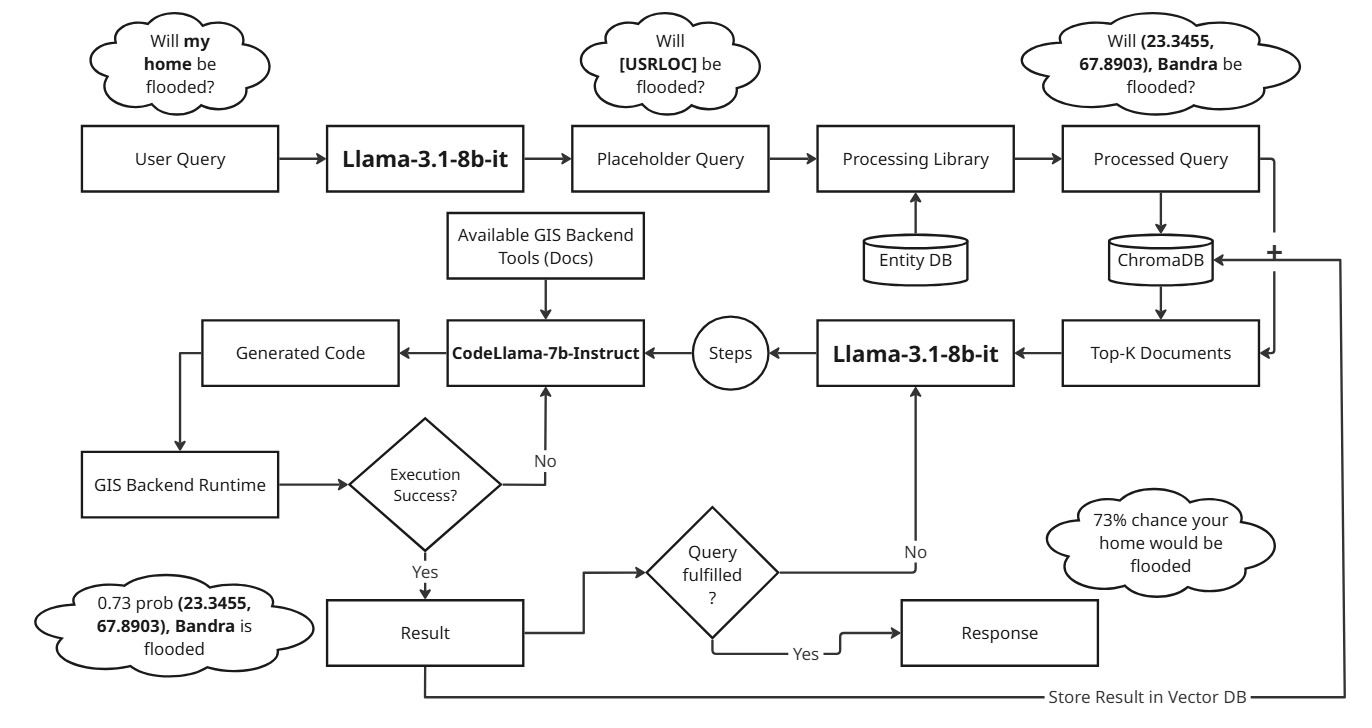 Will my
home be
flooded?
Will
[USRLOC] be
flooded?
Will (23.3455,
67.8903), Bandra be
flooded?
User Query
Llama-3.1-8b-it
Placeholder Query
Processing Library
Processed Query
Available GIS Backend
Tools (Docs)
Entity DB
ChromaDB
+
Generated Code
CodeLlama-7b-Instruct
Steps
Llama-3.1-8b-it
Top-K Documents
GIS Backend Runtime
Execution
Success?
No
Yes
Query
fulfilled
?
No
Yes
73% chance your
home would be
flooded
0.73 prob (23.3455,
67.8903), Bandra is
flooded
Result
Response
Store Result in Vector DB